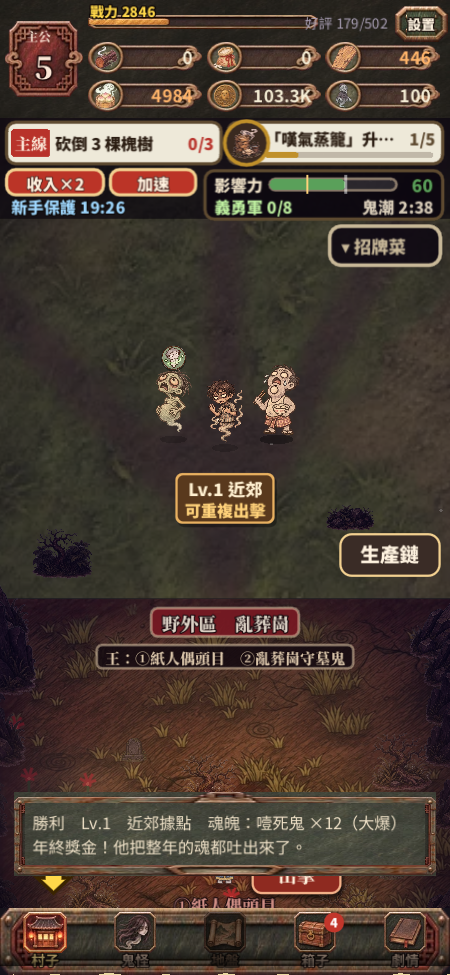 戰力 2846
好評 179/502
設置
主公
5
0
0
446
4984
103.3K
100
主線 砍倒 3 棵槐樹 0/3
「嘆氣蒸籠」升… 1/5
收入×2
加速
影響力 60
新手保護 19:26
義勇軍 0/8
鬼潮 2:38
▼招牌菜
Lv.1 近郊
可重複出擊
生產鏈
野外區 亂葬崗
王:①紙人偶頭目 ②亂葬崗守墓鬼
勝利 Lv.1 近郊據點 魂魄:噎死鬼 ×12(大爆)
年終獎金!他把整年的魂都吐出來了。
出擊
①紙人偶頭目
村子
鬼怪
地盤
箱子
4
劇情